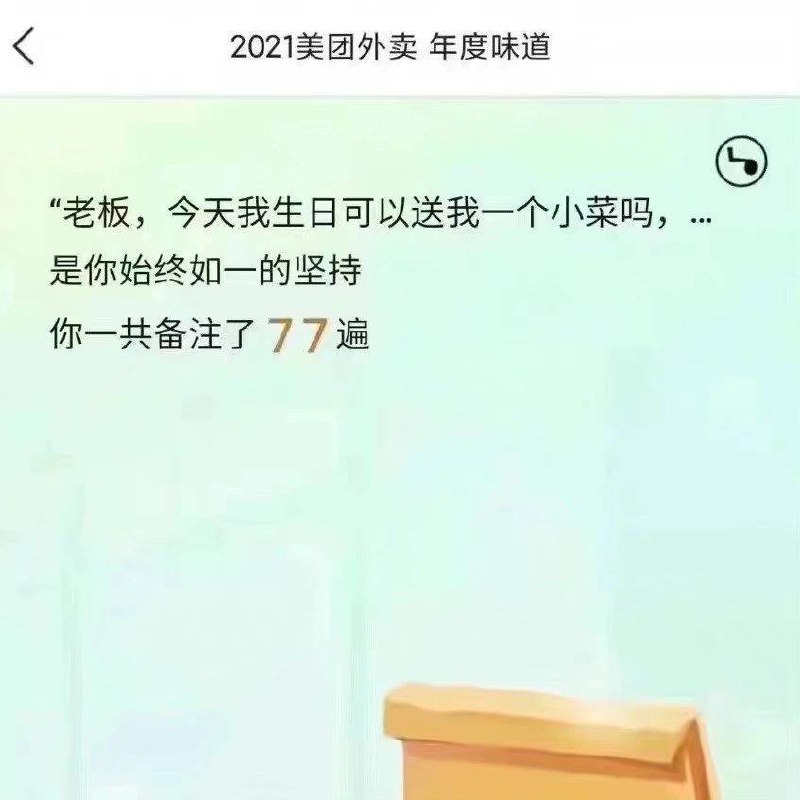 2021美团外卖 年度味道
“老板，今天我生日可以送我一个小菜吗，...
是你始终如一的坚持
你一共备注了 77 遍